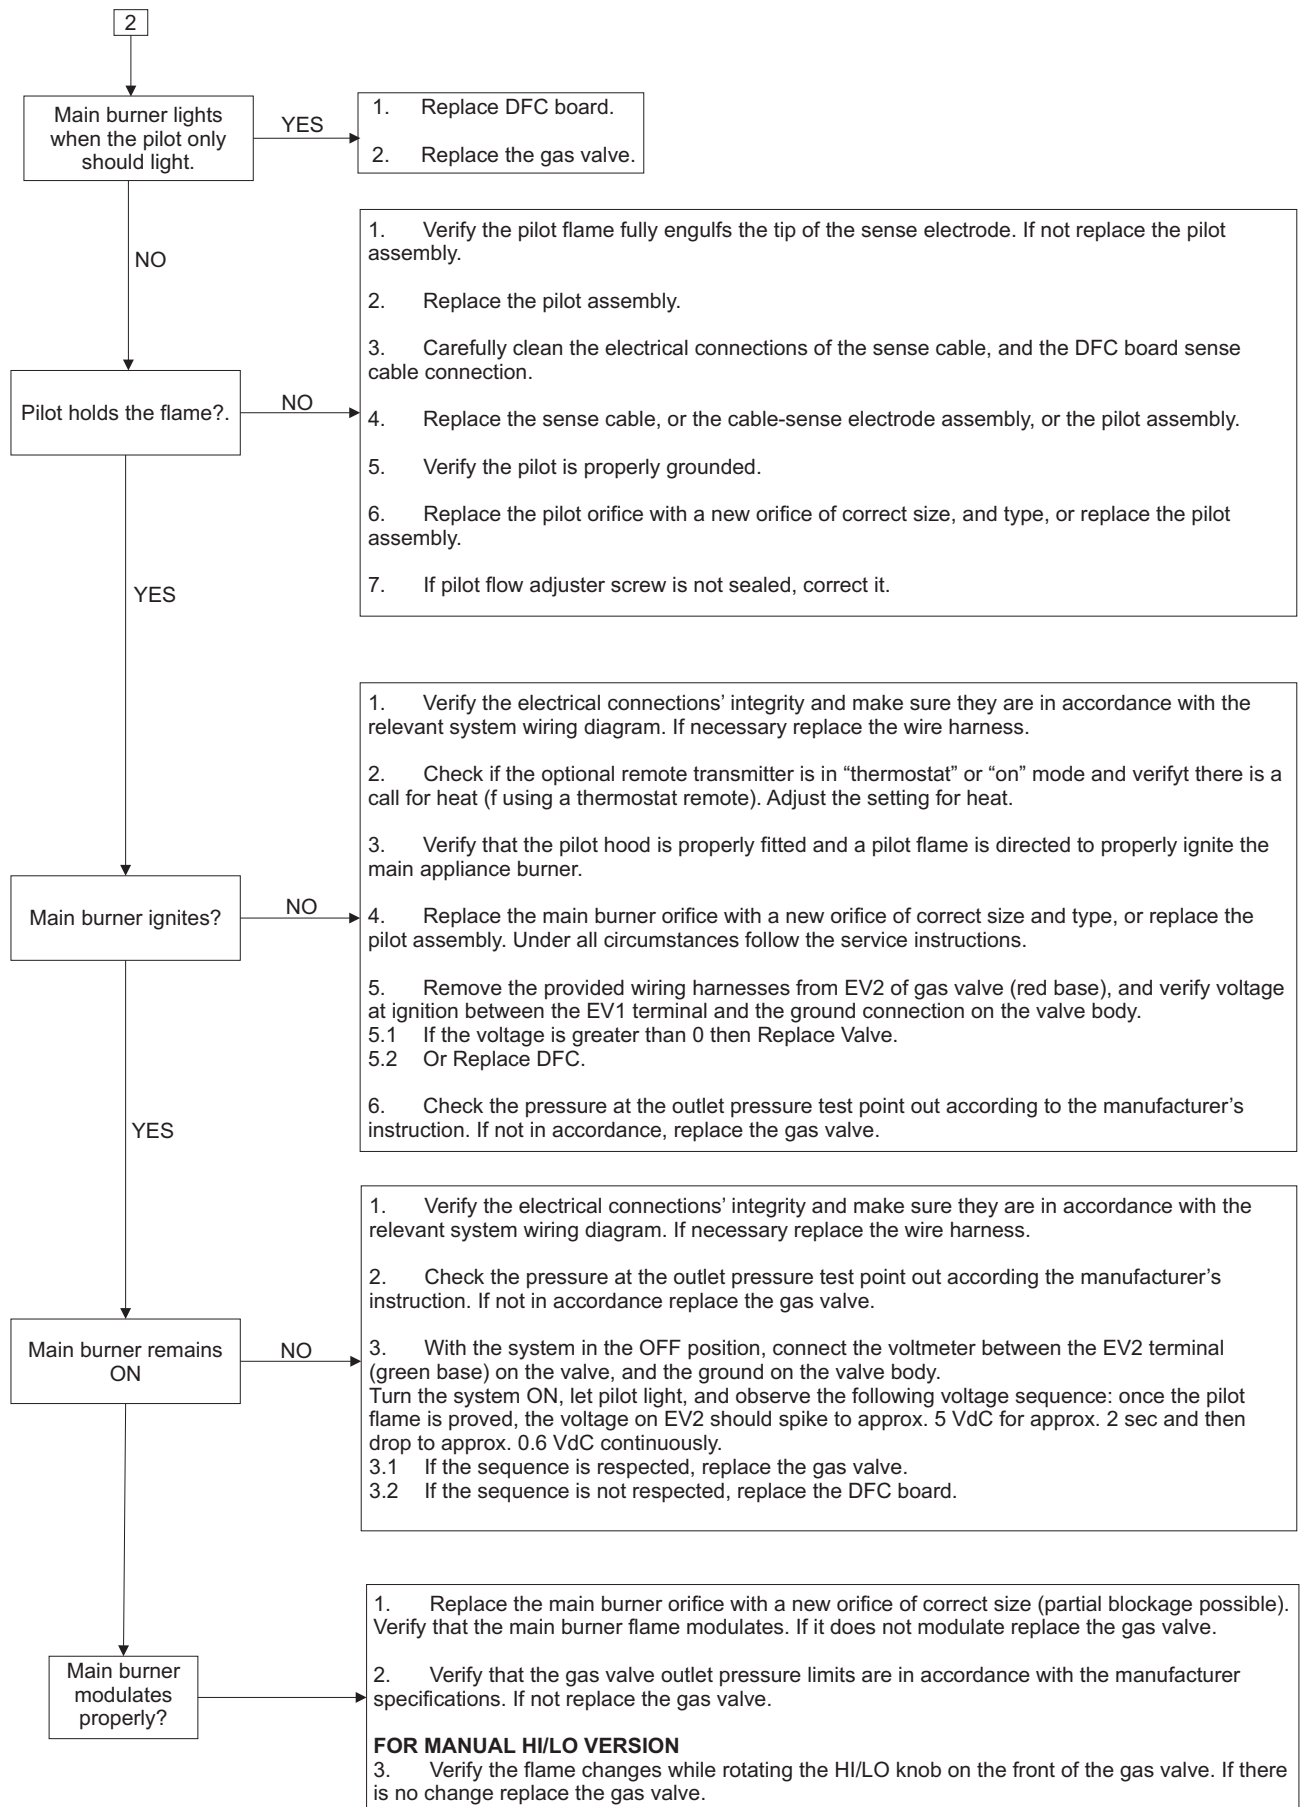 2
Main burner lights
when the pilot only
should light.
YES
1. Replace DFC board.
2. Replace the gas valve.
NO
1. Verify the pilot flame fully engulfs the tip of the sense electrode. If not replace the pilot
assembly.
2. Replace the pilot assembly.
3. Carefully clean the electrical connections of the sense cable, and the DFC board sense
cable connection.
4. Replace the sense cable, or the cable-sense electrode assembly, or the pilot assembly.
5. Verify the pilot is properly grounded.
6. Replace the pilot orifice with a new orifice of correct size, and type, or replace the pilot
assembly.
7. If pilot flow adjuster screw is not sealed, correct it.
Pilot holds the flame?.
NO
YES
1. Verify the electrical connections' integrity and make sure they are in accordance with the
relevant system wiring diagram. If necessary replace the wire harness.
2. Check if the optional remote transmitter is in “thermostat” or “on” mode and verifyt there is a
call for heat (f using a thermostat remote). Adjust the setting for heat.
3. Verify that the pilot hood is properly fitted and a pilot flame is directed to properly ignite the
main appliance burner.
4. Replace the main burner orifice with a new orifice of correct size and type, or replace the
pilot assembly. Under all circumstances follow the service instructions.
5. Remove the provided wiring harnesses from EV2 of gas valve (red base), and verify voltage
at ignition between the EV1 terminal and the ground connection on the valve body.
5.1 If the voltage is greater than 0 then Replace Valve.
5.2 Or Replace DFC.
6. Check the pressure at the outlet pressure test point out according to the manufacturer's
instruction. If not in accordance, replace the gas valve.
Main burner ignites?
NO
YES
1. Verify the electrical connections' integrity and make sure they are in accordance with the
relevant system wiring diagram. If necessary replace the wire harness.
2. Check the pressure at the outlet pressure test point out according the manufacturer's
instruction. If not in accordance replace the gas valve.
3. With the system in the OFF position, connect the voltmeter between the EV2 terminal
(green base) on the valve, and the ground on the valve body.
Turn the system ON, let pilot light, and observe the following voltage sequence: once the pilot
flame is proved, the voltage on EV2 should spike to approx. 5 VdC for approx. 2 sec and then
drop to approx. 0.6 VdC continuously.
3.1 If the sequence is respected, replace the gas valve.
3.2 If the sequence is not respected, replace the DFC board.
Main burner remains
ON
NO
1. Replace the main burner orifice with a new orifice of correct size (partial blockage possible).
Verify that the main burner flame modulates. If it does not modulate replace the gas valve.
2. Verify that the gas valve outlet pressure limits are in accordance with the manufacturer
specifications. If not replace the gas valve.
FOR MANUAL HI/LO VERSION
3. Verify the flame changes while rotating the HI/LO knob on the front of the gas valve. If there
is no change replace the gas valve.
Main burner
modulates
properly?